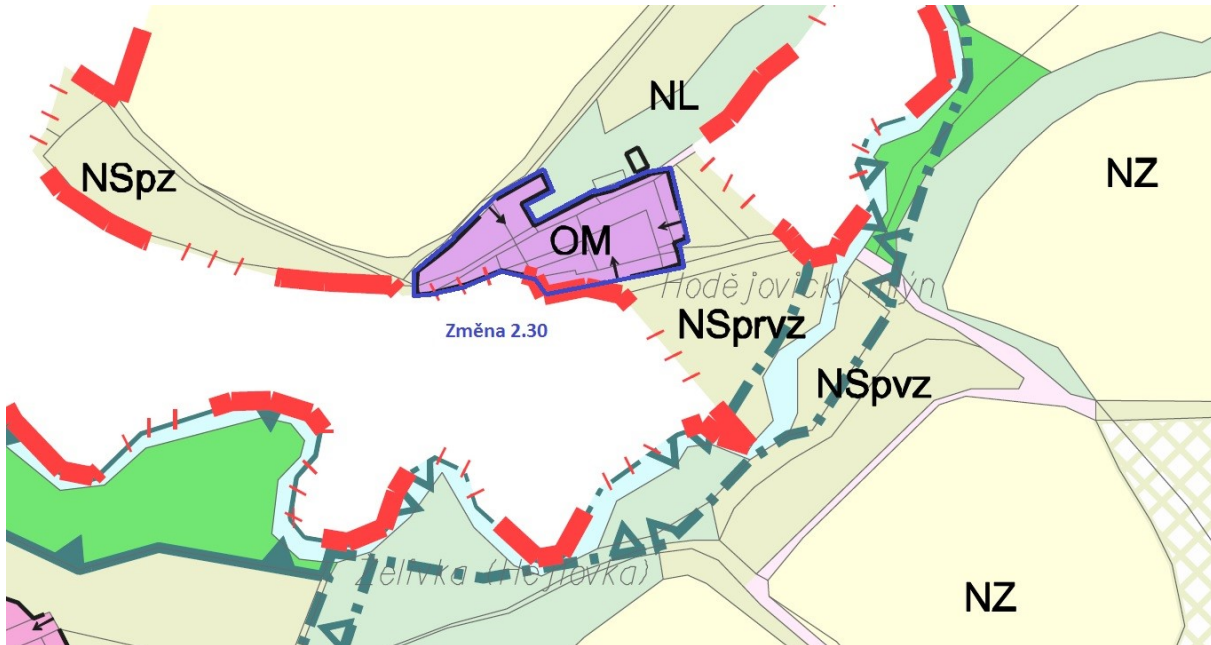 NL
NSpz
NZ
OM
Hodějovický mlýn
NSprvz
Změna 2.30
NSpvz
Želivka (Hejlovka)
NZ